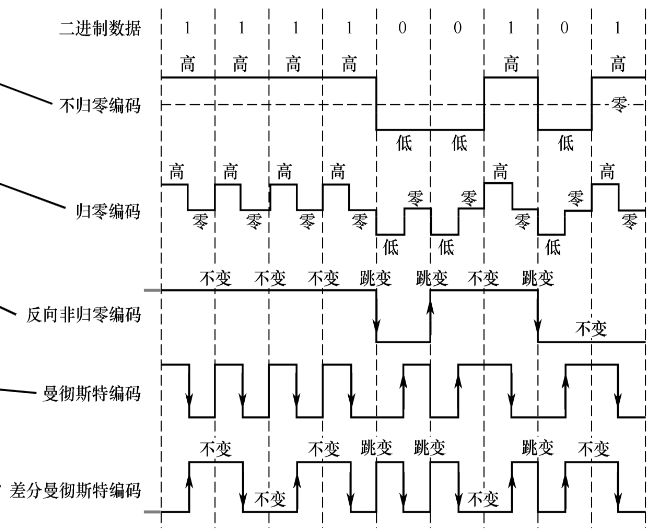 二进制数据 1 1 1 1 0 0 1 0 1
高 高 高 高 高 高
不归零编码 零
低 低 低
高 高 高 高 高 高
零 零 零
归零编码 零 零 零 零 零 零
低 低 低
不变 不变 不变 跳变 跳变 不变 跳变
反向非归零编码 不变
曼彻斯特编码
不变 不变 跳变 跳变 跳变 不变
差分曼彻斯特编码 不变 不变